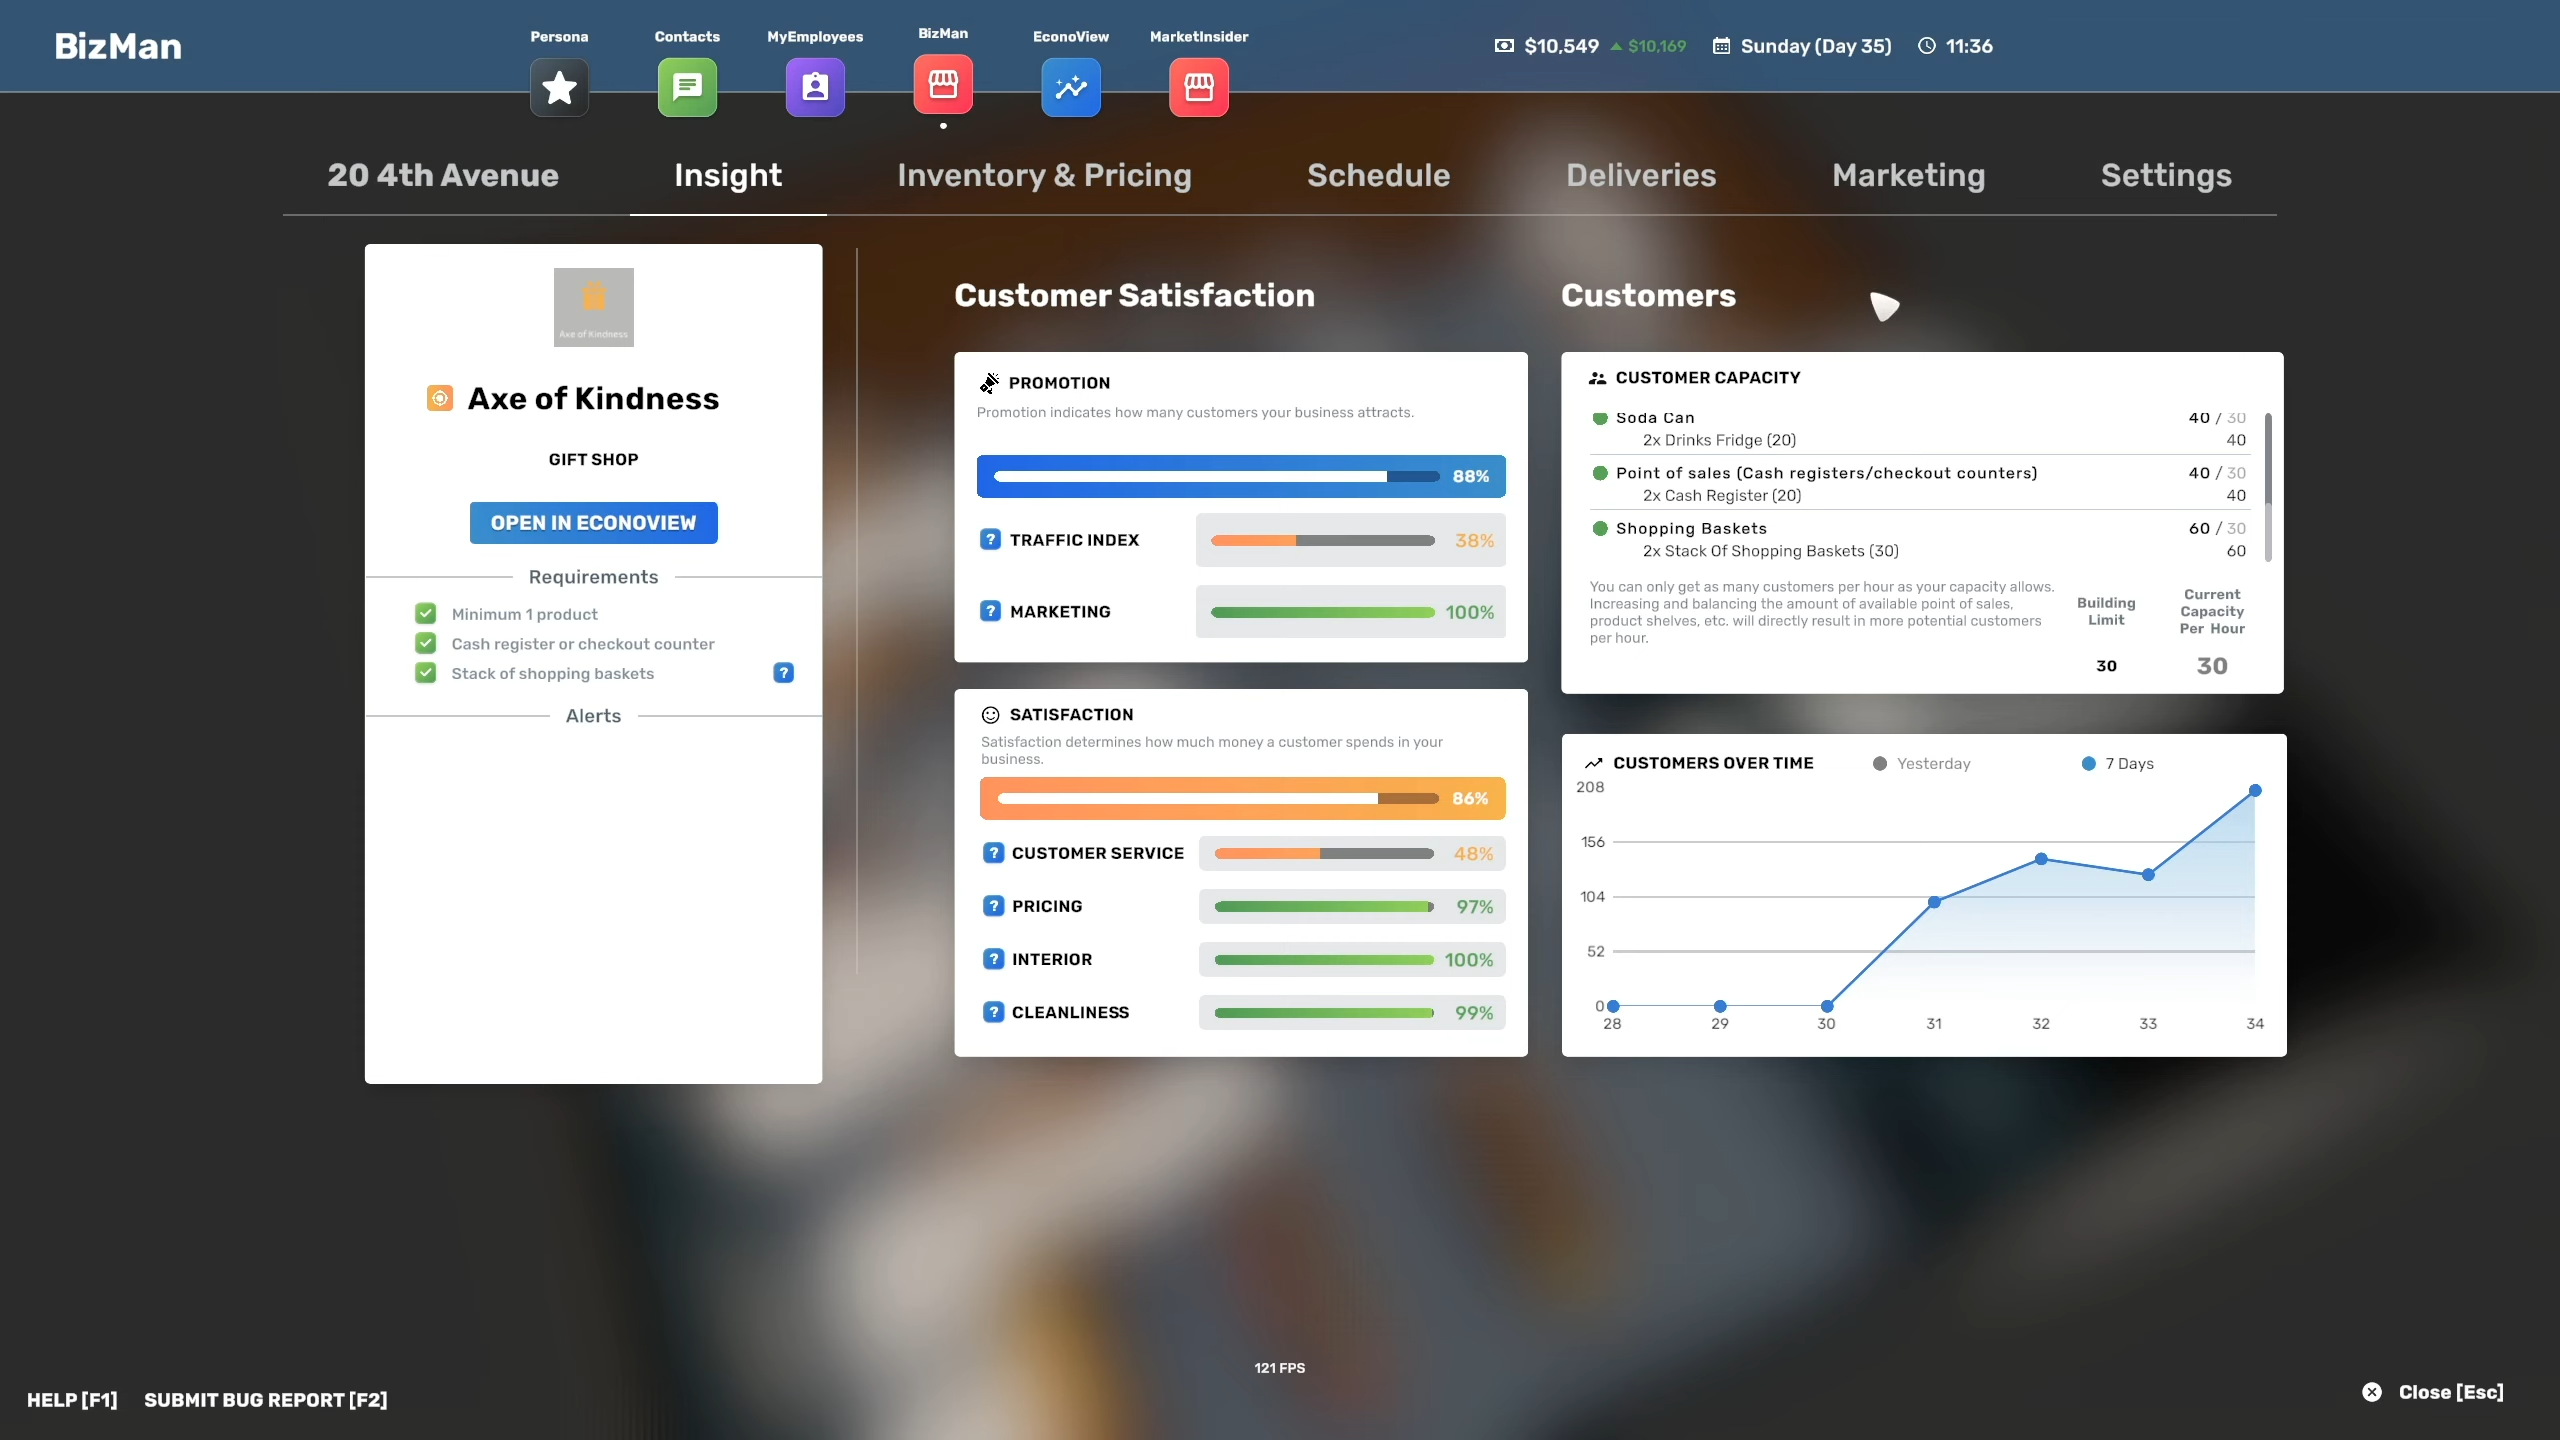 BizMan
Persona
Contacts
MyEmployees
BizMan
EconoView
MarketInsider
$10,549 $10,169 Sunday (Day 35) 11:36
20 4th Avenue Insight Inventory & Pricing Schedule Deliveries Marketing Settings
Axe of Kindness
Axe of Kindness
GIFT SHOP
OPEN IN ECONOVIEW
Requirements
Minimum 1 product
Cash register or checkout counter
Stack of shopping baskets ?
Alerts
Customer Satisfaction
PROMOTION
Promotion indicates how many customers your business attracts.
88%
? TRAFFIC INDEX 38%
? MARKETING 100%
SATISFACTION
Satisfaction determines how much money a customer spends in your
business.
86%
? CUSTOMER SERVICE 48%
? PRICING 97%
? INTERIOR 100%
? CLEANLINESS 99%
Customers
CUSTOMER CAPACITY
Soda Can 40 / 30
2x Drinks Fridge (20) 40
Point of sales (Cash registers/checkout counters) 40 / 30
2x Cash Register (20) 40
Shopping Baskets 60 / 30
2x Stack Of Shopping Baskets (30) 60
You can only get as many customers per hour as your capacity allows.
Increasing and balancing the amount of available point of sales,
product shelves, etc. will directly result in more potential customers
per hour.
Building
Limit
30
Current
Capacity
Per Hour
30
CUSTOMERS OVER TIME Yesterday 7 Days
208
156
104
52
0
28 29 30 31 32 33 34
121 FPS
HELP [F1] SUBMIT BUG REPORT [F2]
Close [Esc]